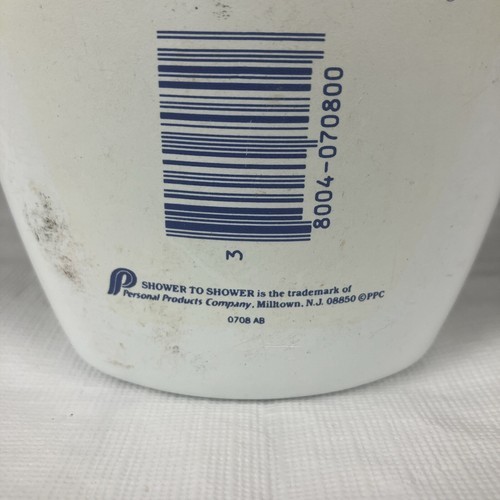 8004-070800
3
P SHOWER TO SHOWER is the trademark of
Personal Products Company, Milltown, N.J. 08850 ©PPC
0708 AB